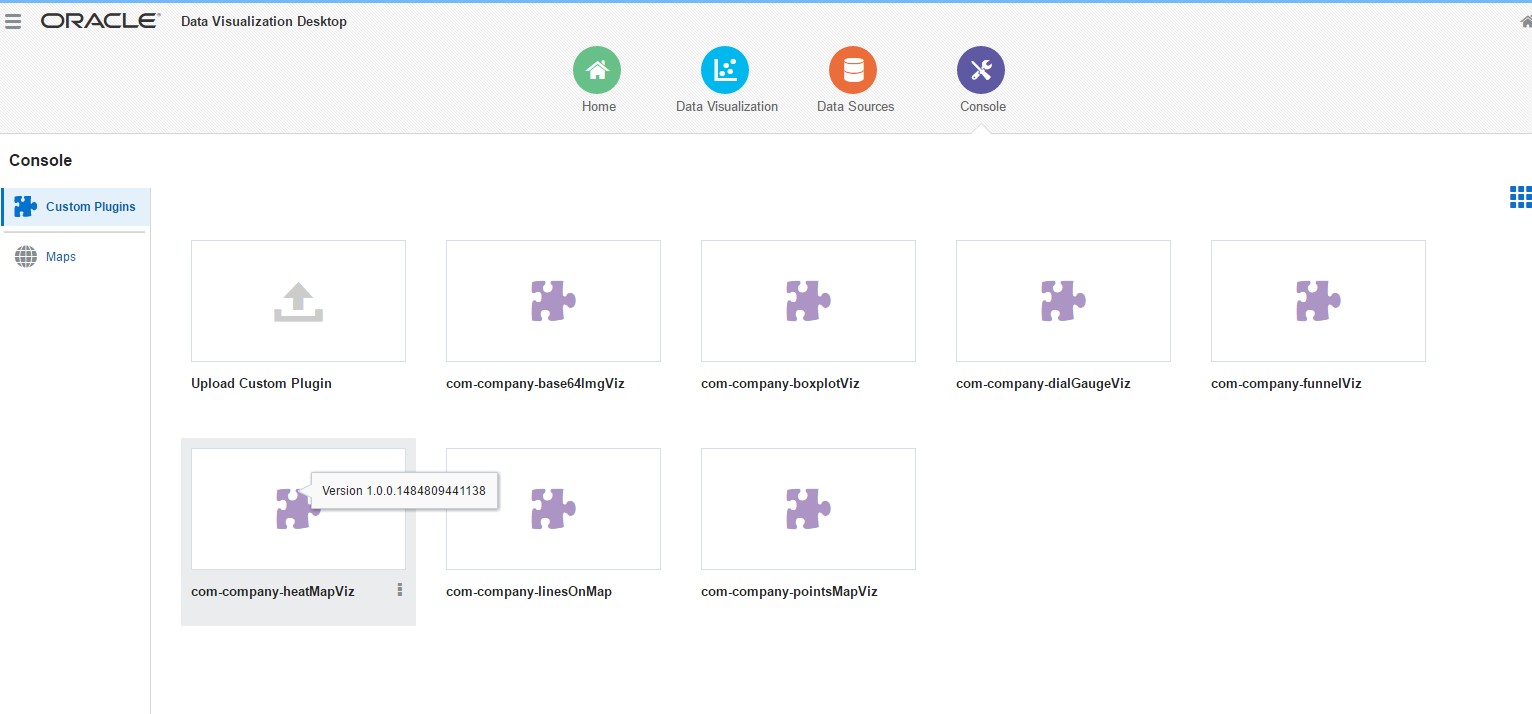 ORACLE Data Visualization Desktop
Home Data Visualization Data Sources Console
Console
Custom Plugins
Maps
Upload Custom Plugin com-company-base64ImgViz com-company-boxplotViz com-company-dialGaugeViz com-company-funnelViz
Version 1.0.0.1484809441138
com-company-heatMapViz com-company-linesOnMap com-company-pointsMapViz